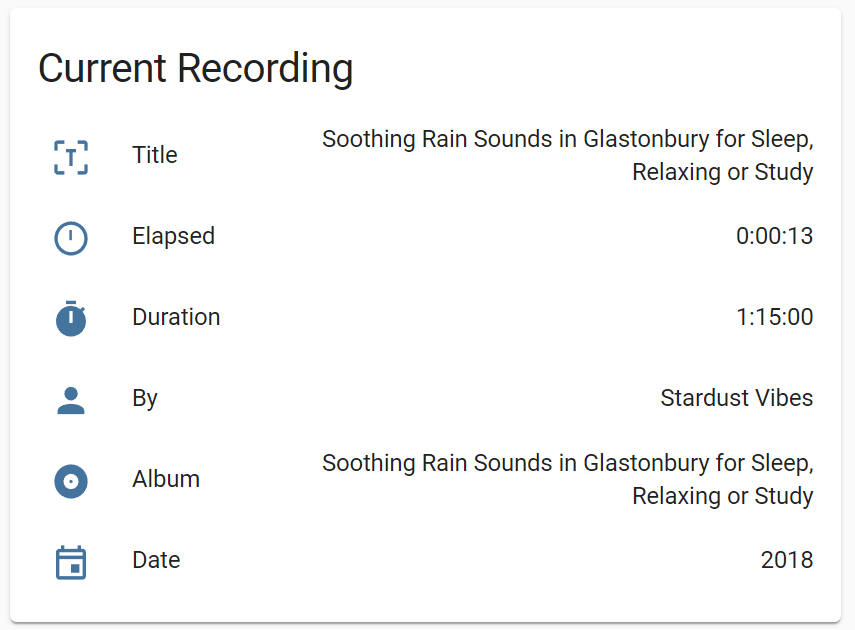 Current Recording
Title
Soothing Rain Sounds in Glastonbury for Sleep,
Relaxing or Study
Elapsed
0:00:13
Duration
1:15:00
By
Stardust Vibes
Album
Soothing Rain Sounds in Glastonbury for Sleep,
Relaxing or Study
Date
2018